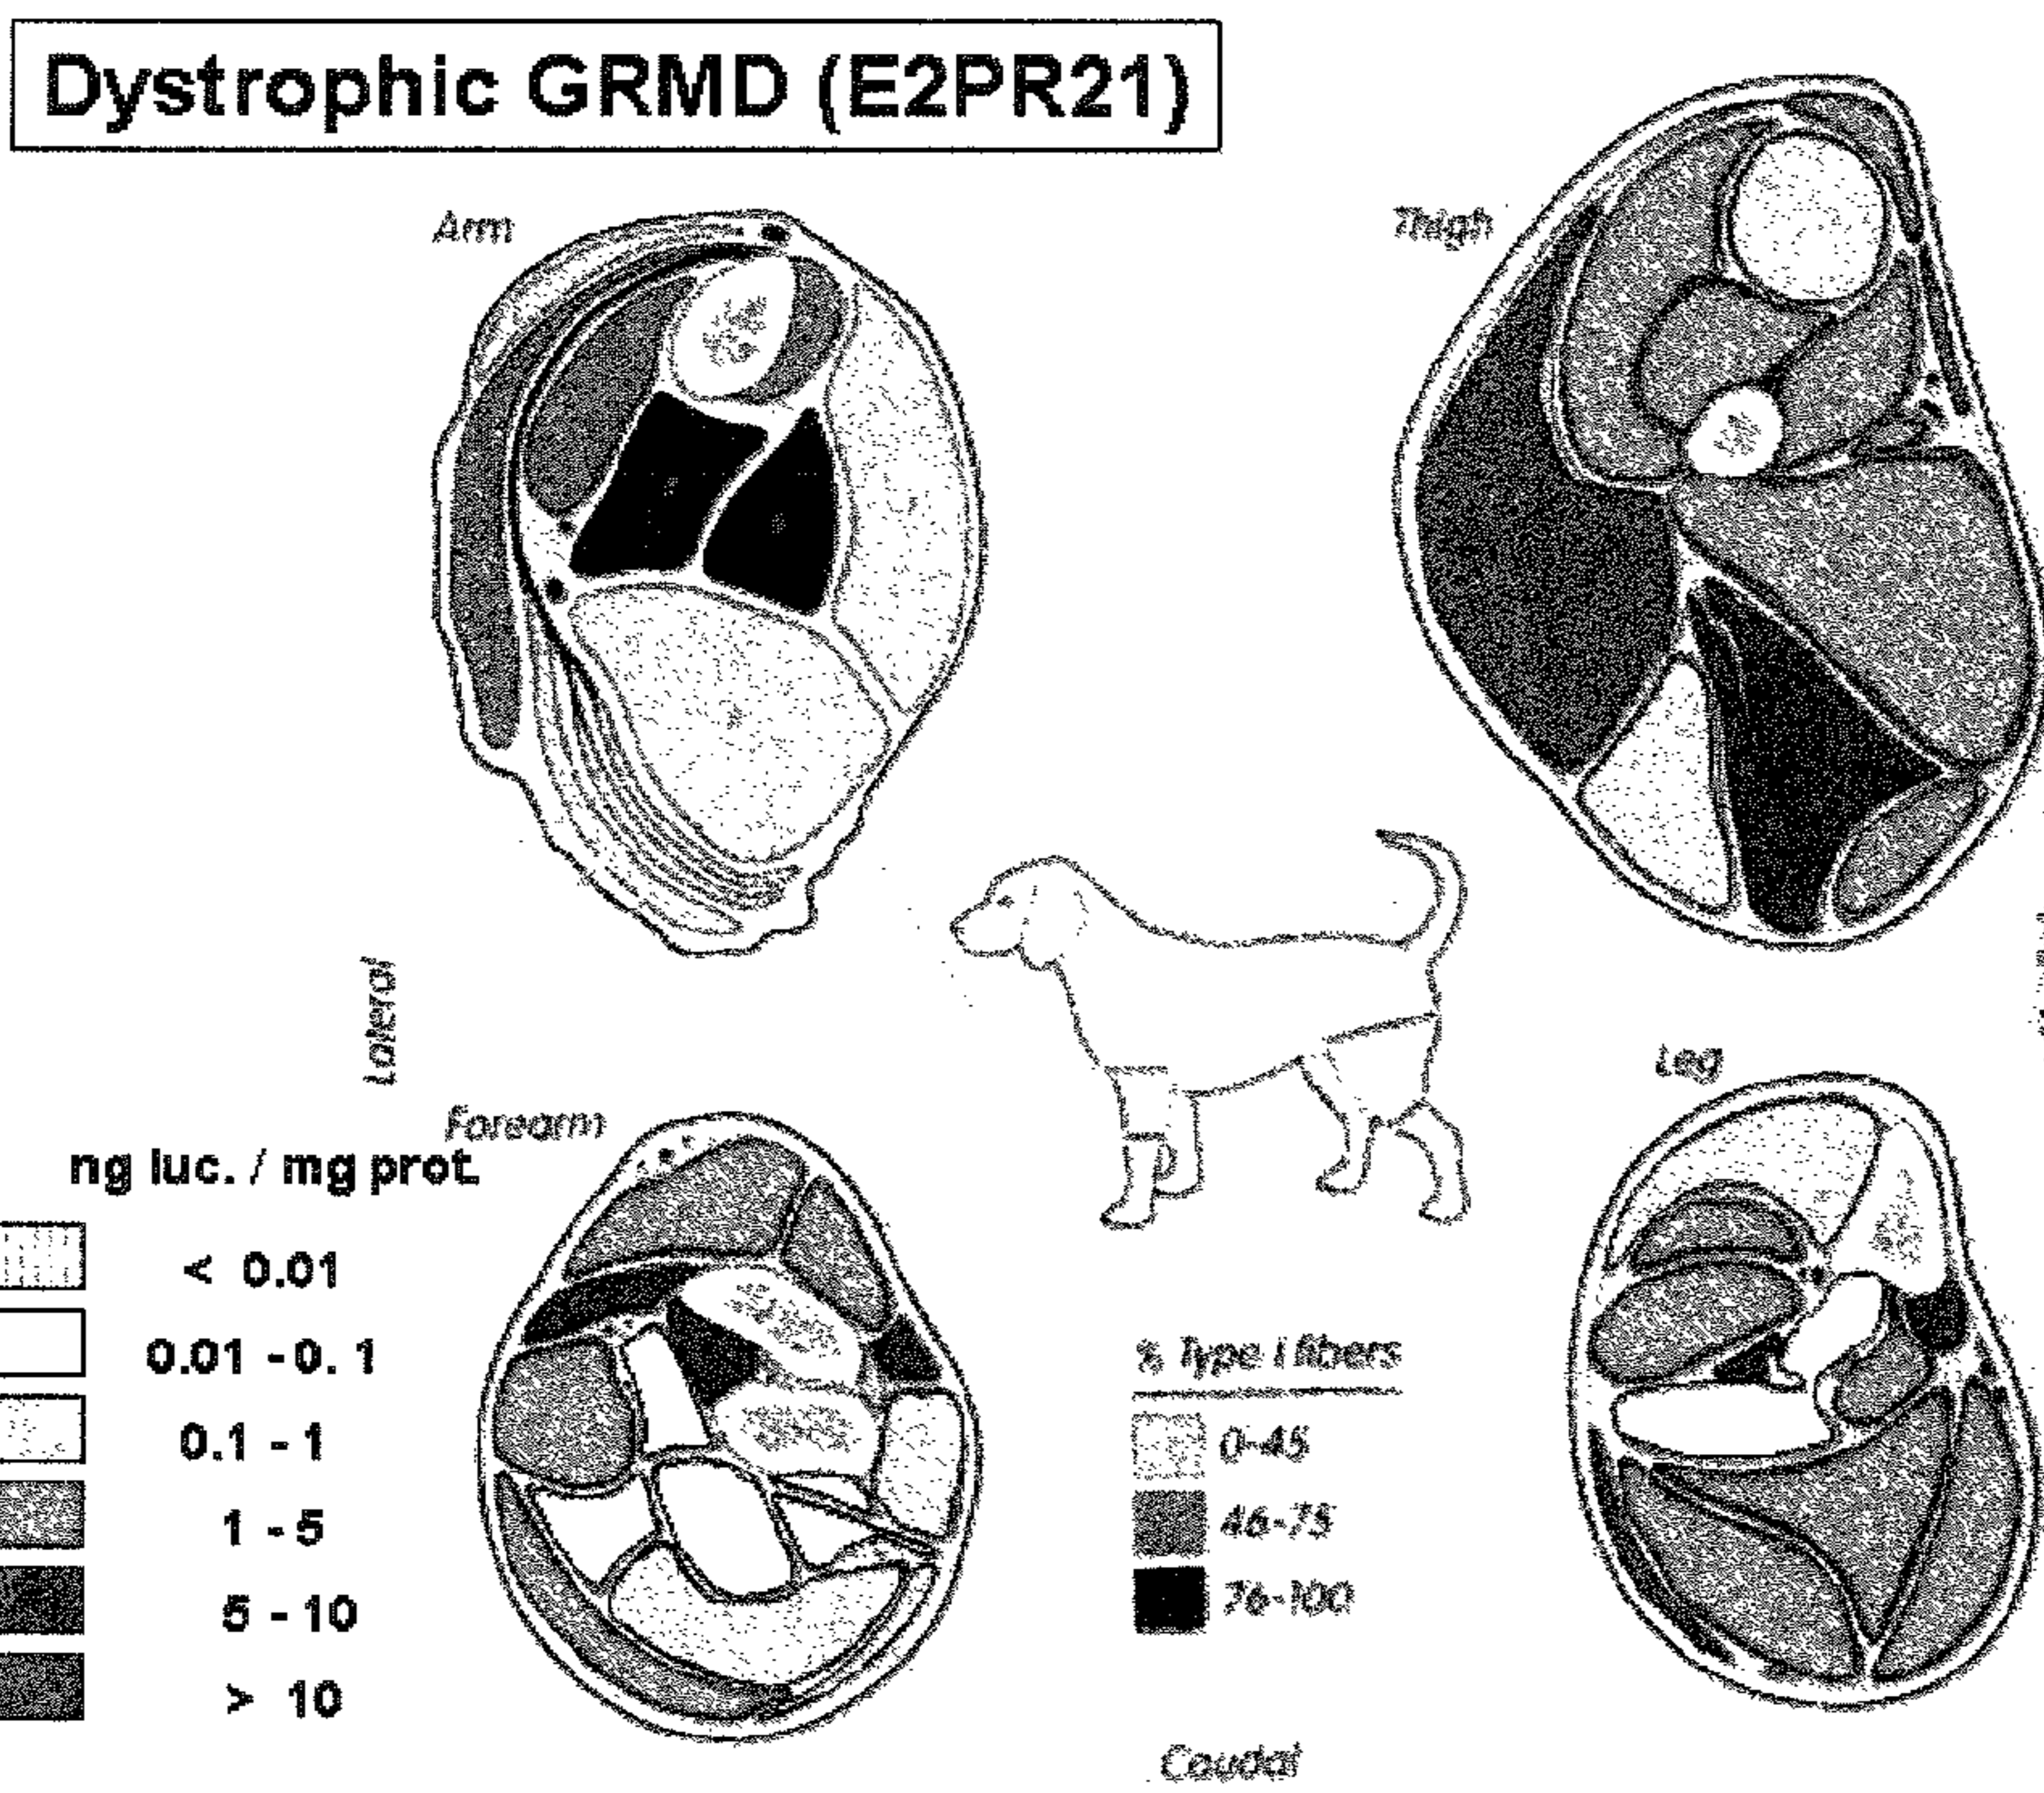 Dystrophic GRMD (E2PR21)
Arm
Thigh
Lateral
Forearm
Leg
ng luc. / mg prot.
< 0.01
0.01 - 0. 1
0.1 - 1
1 - 5
5 - 10
> 10
% Type I fibers
0-45
46-75
76-100
Caudal